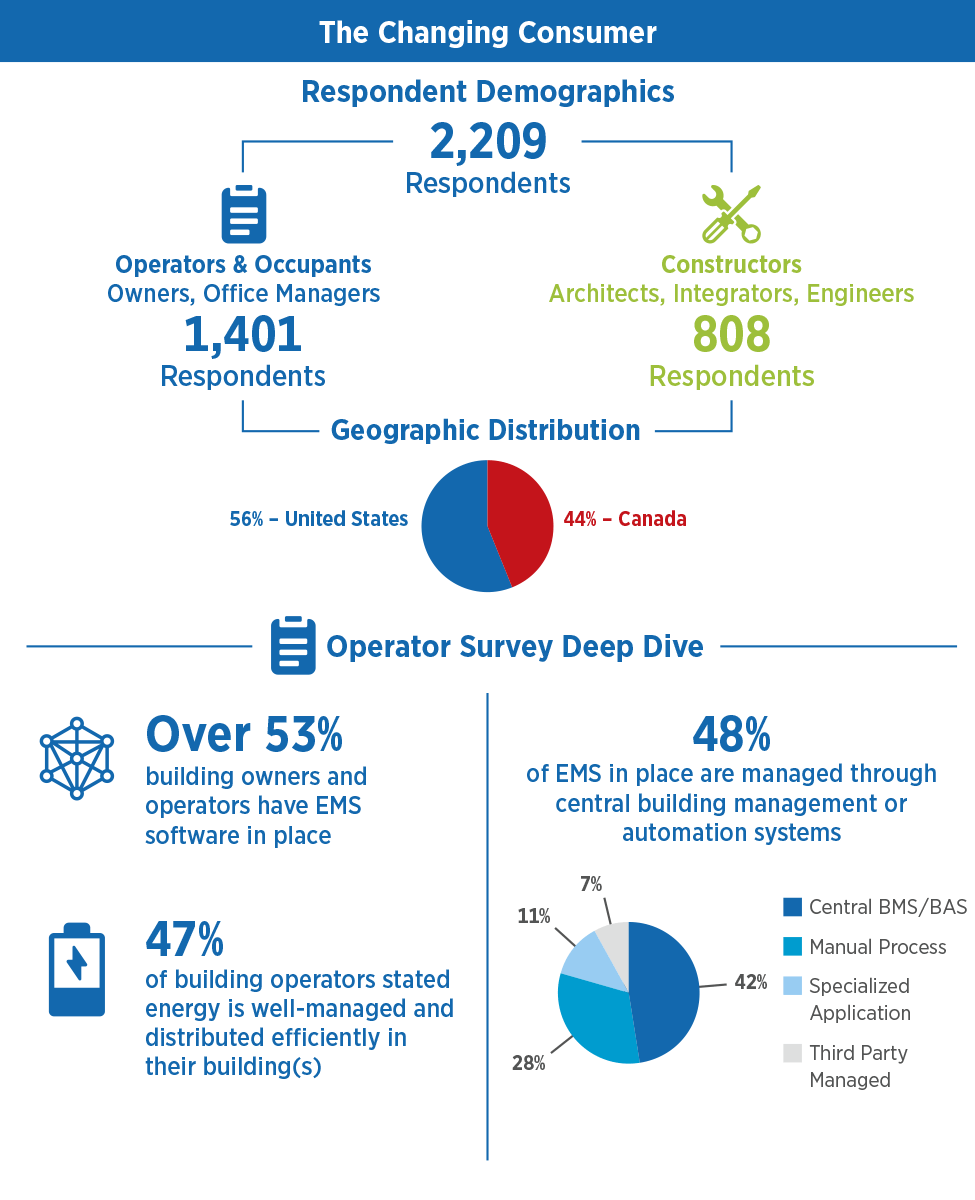 The Changing Consumer
Respondent Demographics
2,209
Respondents
Operators & Occupants
Owners, Office Managers
1,401
Respondents
Constructors
Architects, Integrators, Engineers
808
Respondents
Geographic Distribution
56% – United States
44% – Canada
Operator Survey Deep Dive
Over 53%
building owners and
operators have EMS
software in place
47%
of building operators stated
energy is well-managed and
distributed efficiently in
their building(s)
48%
of EMS in place are managed through
central building management or
automation systems
7%
11%
42%
28%
Central BMS/BAS
Manual Process
Specialized
Application
Third Party
Managed